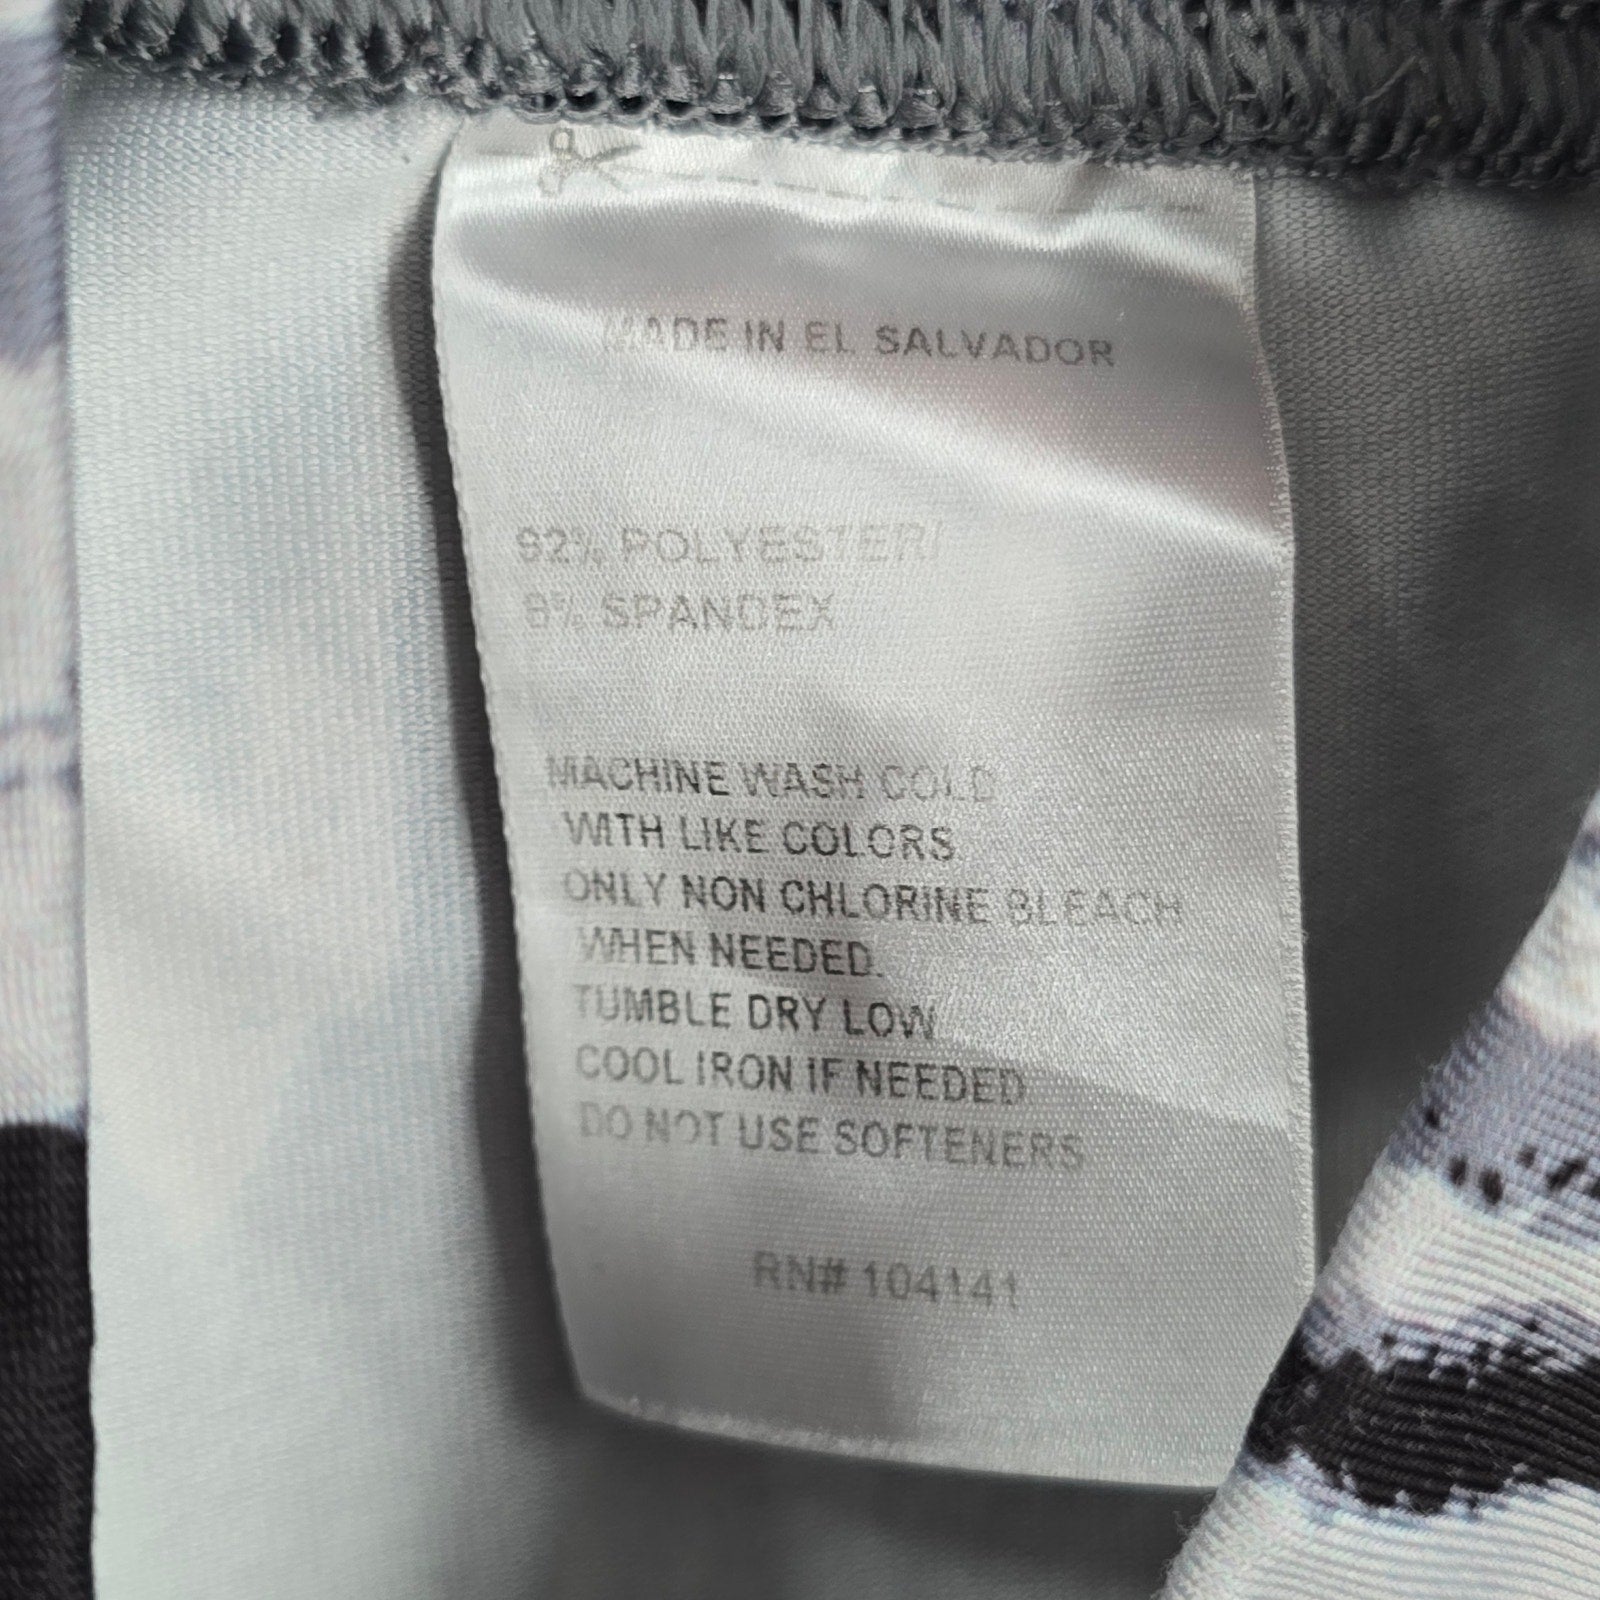 MADE IN EL SALVADOR
92% POLYESTER/
8% SPANDEX
MACHINE WASH COLD
WITH LIKE COLORS
ONLY NON CHLORINE BLEACH
WHEN NEEDED.
TUMBLE DRY LOW
COOL IRON IF NEEDED
DO NOT USE SOFTENERS
RN# 104141